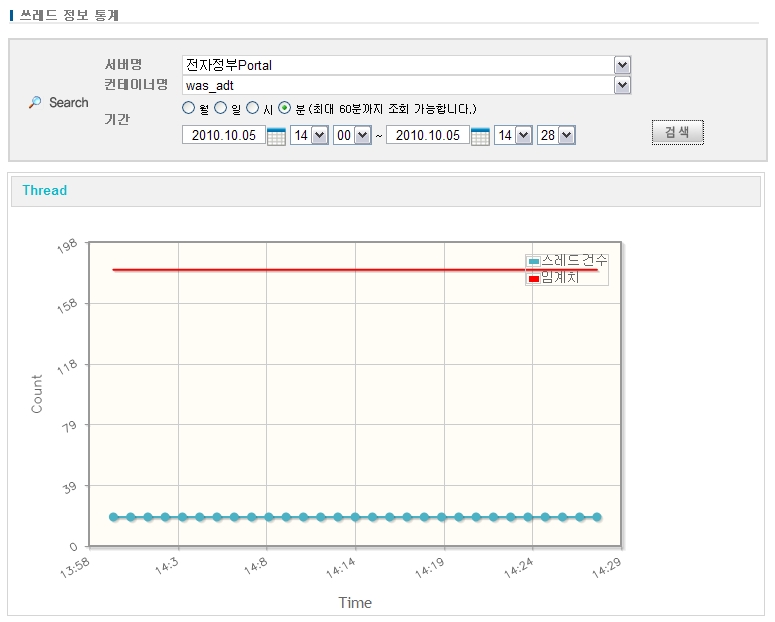 쓰레드 정보 통계
서버명 전자정부Portal
컨테이너명 was_adt
Search
기간 월 일 시 분(최대 60분까지 조회 가능합니다.)
2010.10.05 14 00 ~ 2010.10.05 14 28 검색
Thread
198
158
118
79
39
0
Count
스레드 건수
임계치
13:58 14:3 14:8 14:14 14:19 14:24 14:29
Time